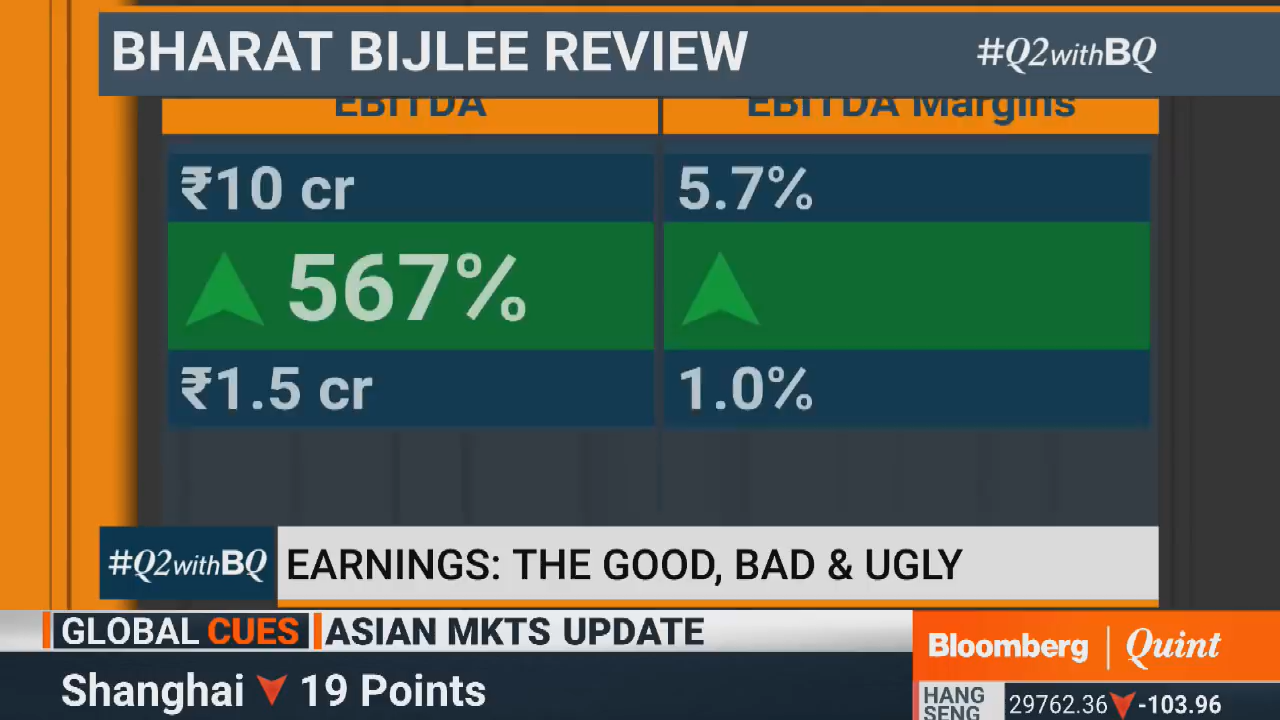 BHARAT BIJLEE REVIEW
#Q2withBQ
EBITDA
EBITDA Margins
₹10 cr
5.7%
567%
₹1.5 cr
1.0%
#Q2withBQ
EARNINGS: THE GOOD, BAD & UGLY
GLOBAL CUES
ASIAN MKTS UPDATE
Bloomberg | Quint
Shanghai 19 Points
HANG SENG
29762.36 -103.96